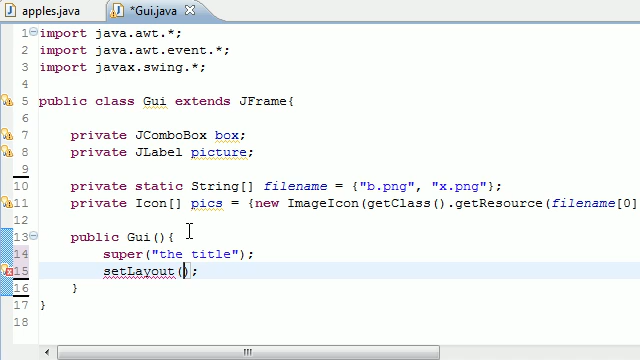 apples.java *Gui.java
1 import java.awt.*;
2 import java.awt.event.*;
3 import javax.swing.*;
4
5 public class Gui extends JFrame{
6
7 private JComboBox box;
8 private JLabel picture;
9
10 private static String[] filename = {"b.png", "x.png"};
11 private Icon[] pics = {new ImageIcon(getClass().getResource(filename[0]
12
13 public Gui(){
14 super("the title");
15 setLayout();
16 }
17 }
18